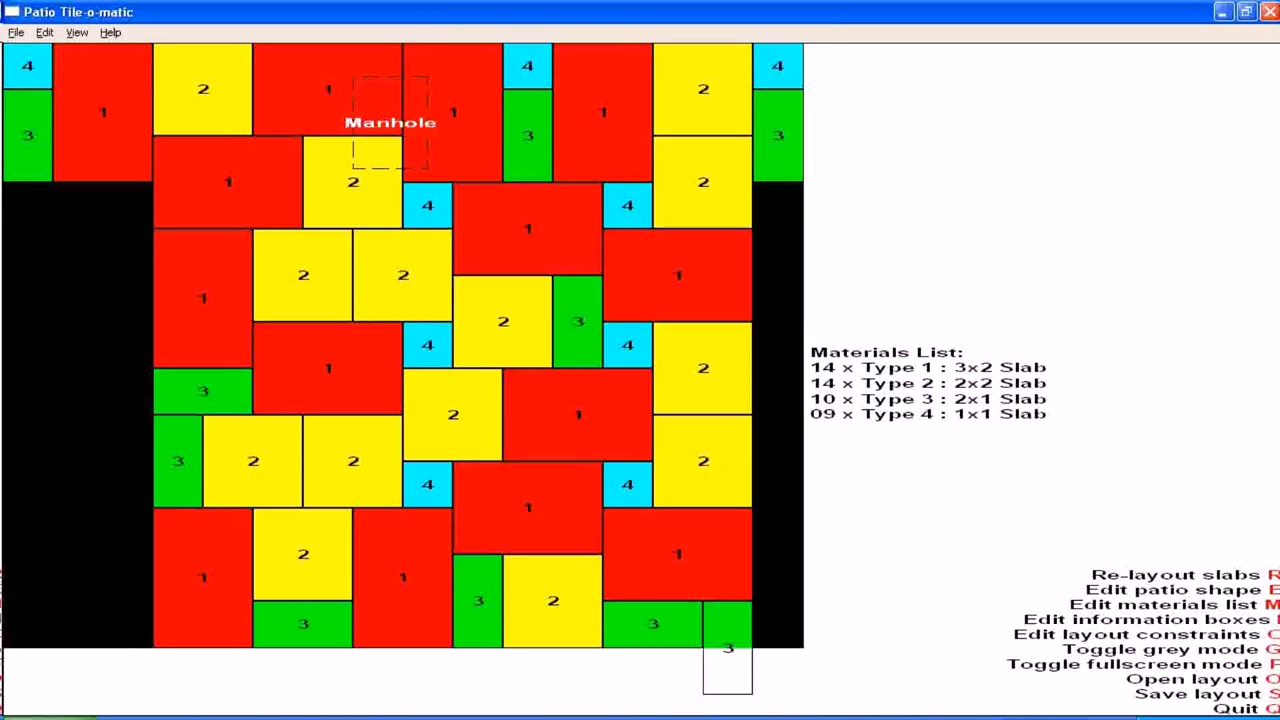 Patio Tile-o-matic
File Edit View Help
4 1 2 1 1 4 1 2 4
3 3 3
Manhole
1 2 4 1 4 2
1 2 2 2 3 1
1 4 4 2
3 2 1
3 2 2 4 1 4 2
1 2 1 3 2 1
3 3 3
Materials List:
14 x Type 1 : 3x2 Slab
14 x Type 2 : 2x2 Slab
10 x Type 3 : 2x1 Slab
09 x Type 4 : 1x1 Slab
Re-layout slabs R
Edit patio shape E
Edit materials list M
Edit information boxes
Edit layout constraints
Toggle grey mode G
Toggle fullscreen mode F
Open layout O
Save layout S
Quit Q